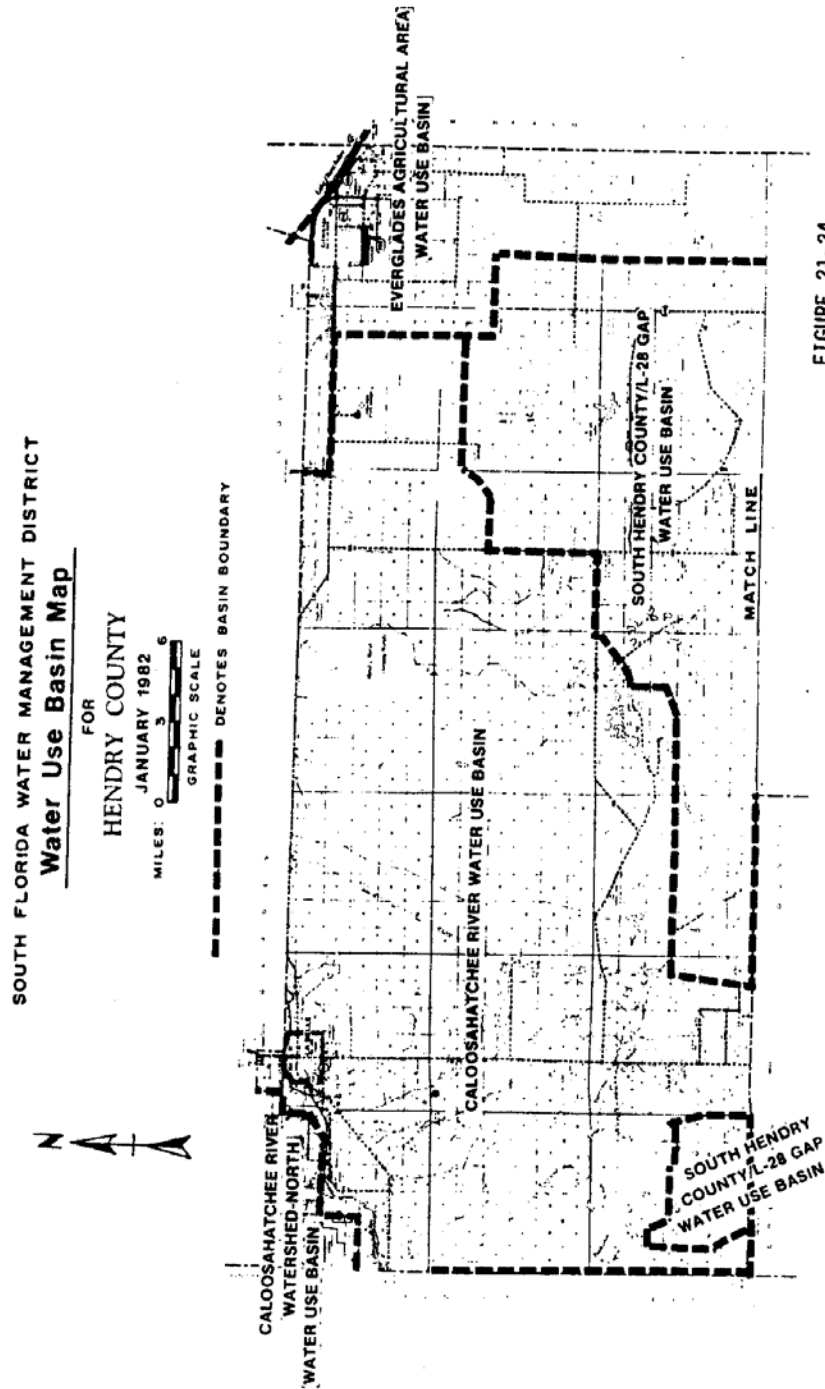 SOUTH FLORIDA WATER MANAGEMENT DISTRICT
Water Use Basin Map
FOR
HENDRY COUNTY
JANUARY 1982
MILES: 0 3 6
GRAPHIC SCALE
DENOTES BASIN BOUNDARY
N
CALOOSAHATCHEE RIVER
WATERSHED-NORTH
WATER USE BASIN
EVERGLADES AGRICULTURAL AREA
WATER USE BASIN
CALOOSAHATCHEE RIVER WATER USE BASIN
SOUTH HENDRY COUNTY/L-28 GAP
WATER USE BASIN
SOUTH HENDRY
COUNTY/L-28 GAP
WATER USE BASIN
MATCH LINE
FIGURE 21-24